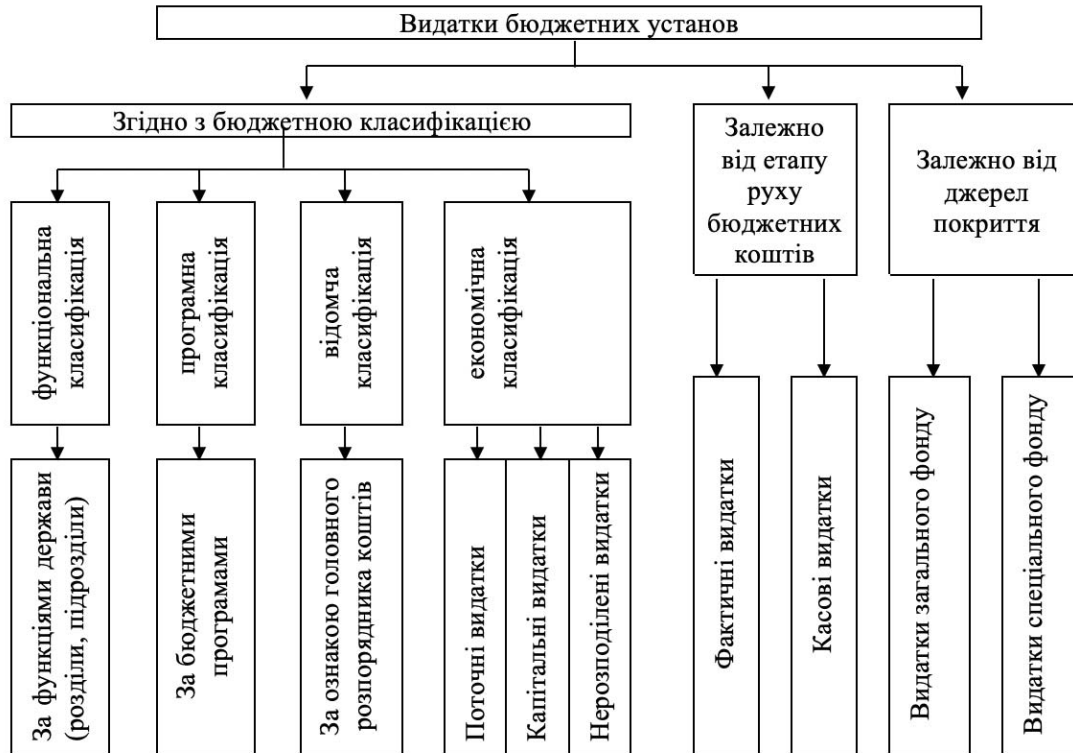 Видатки бюджетних установ
Згідно з бюджетною класифікацією
Залежно
від етапу
руху
бюджетних
коштів
Залежно від
джерел
покриття
функціональна
класифікація
програмна
класифікація
відомча
класифікація
економічна
класифікація
За функціями держави
(розділи, підрозділи)
За бюджетними
програмами
За ознакою головного
розпорядника коштів
Поточні видатки
Капітальні видатки
Нерозподілені видатки
Фактичні видатки
Касові видатки
Видатки загального фонду
Видатки спеціального фонду